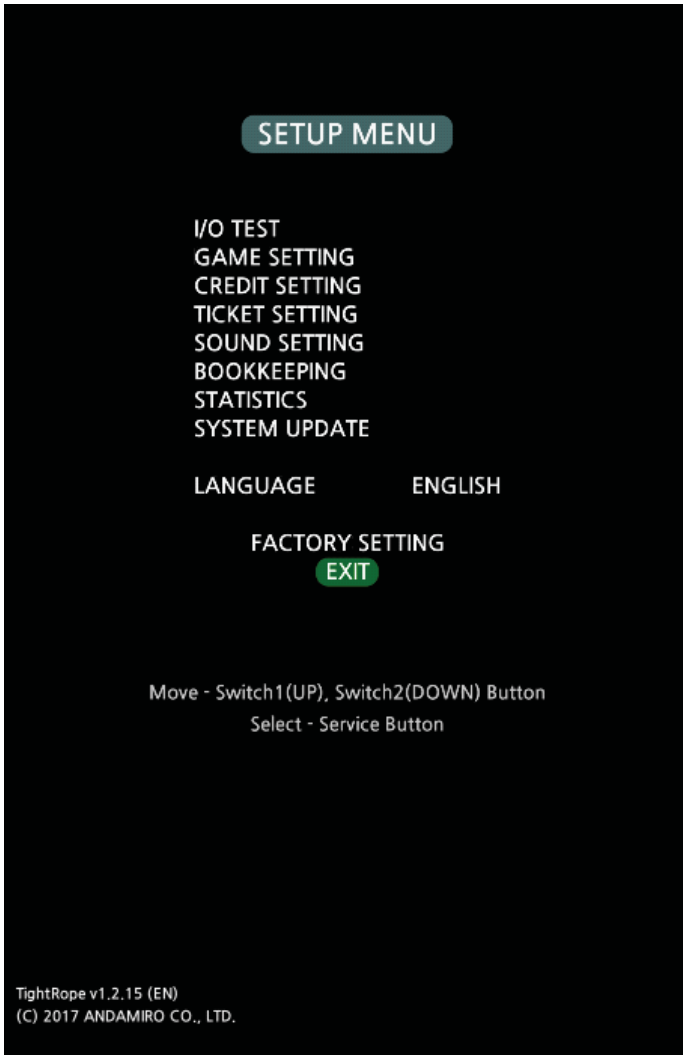 SETUP MENU
I/O TEST
GAME SETTING
CREDIT SETTING
TICKET SETTING
SOUND SETTING
BOOKKEEPING
STATISTICS
SYSTEM UPDATE
LANGUAGE ENGLISH
FACTORY SETTING
EXIT
Move - Switch1(UP), Switch2(DOWN) Button
Select - Service Button
TightRope v1.2.15 (EN)
(C) 2017 ANDAMIRO CO., LTD.